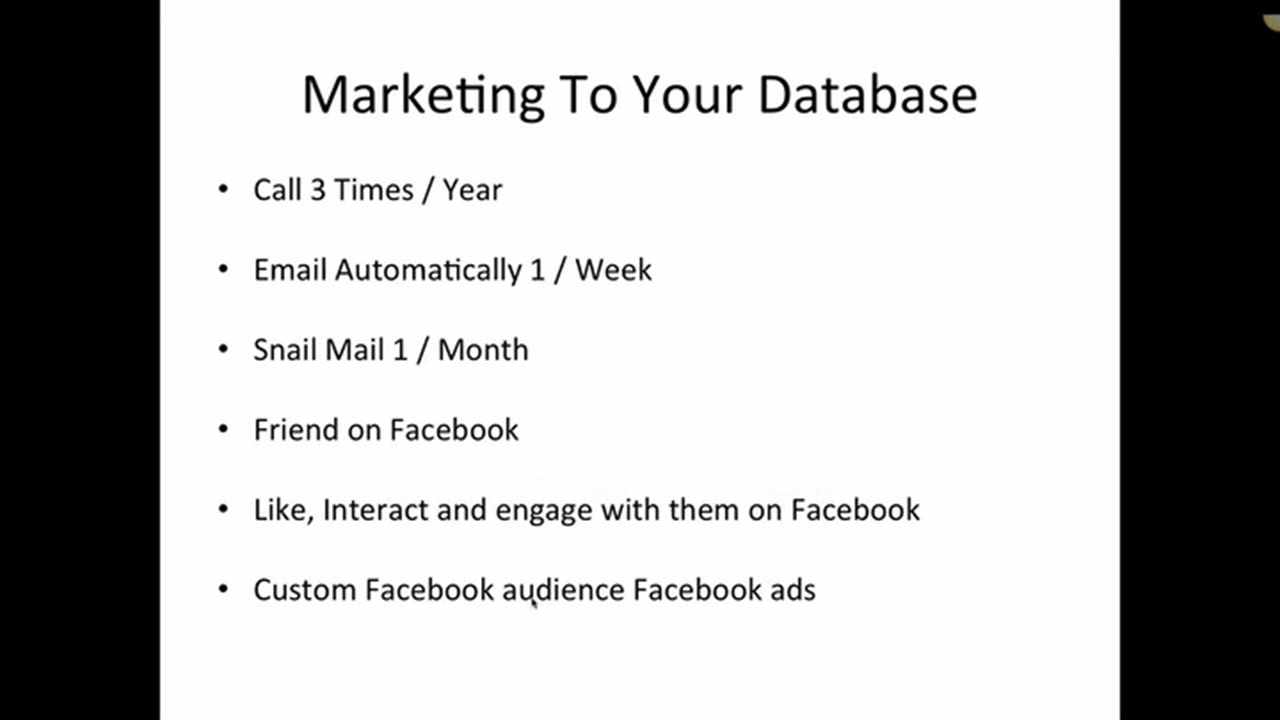 Marketing To Your Database
• Call 3 Times / Year
• Email Automatically 1 / Week
• Snail Mail 1 / Month
• Friend on Facebook
• Like, Interact and engage with them on Facebook
• Custom Facebook audience Facebook ads